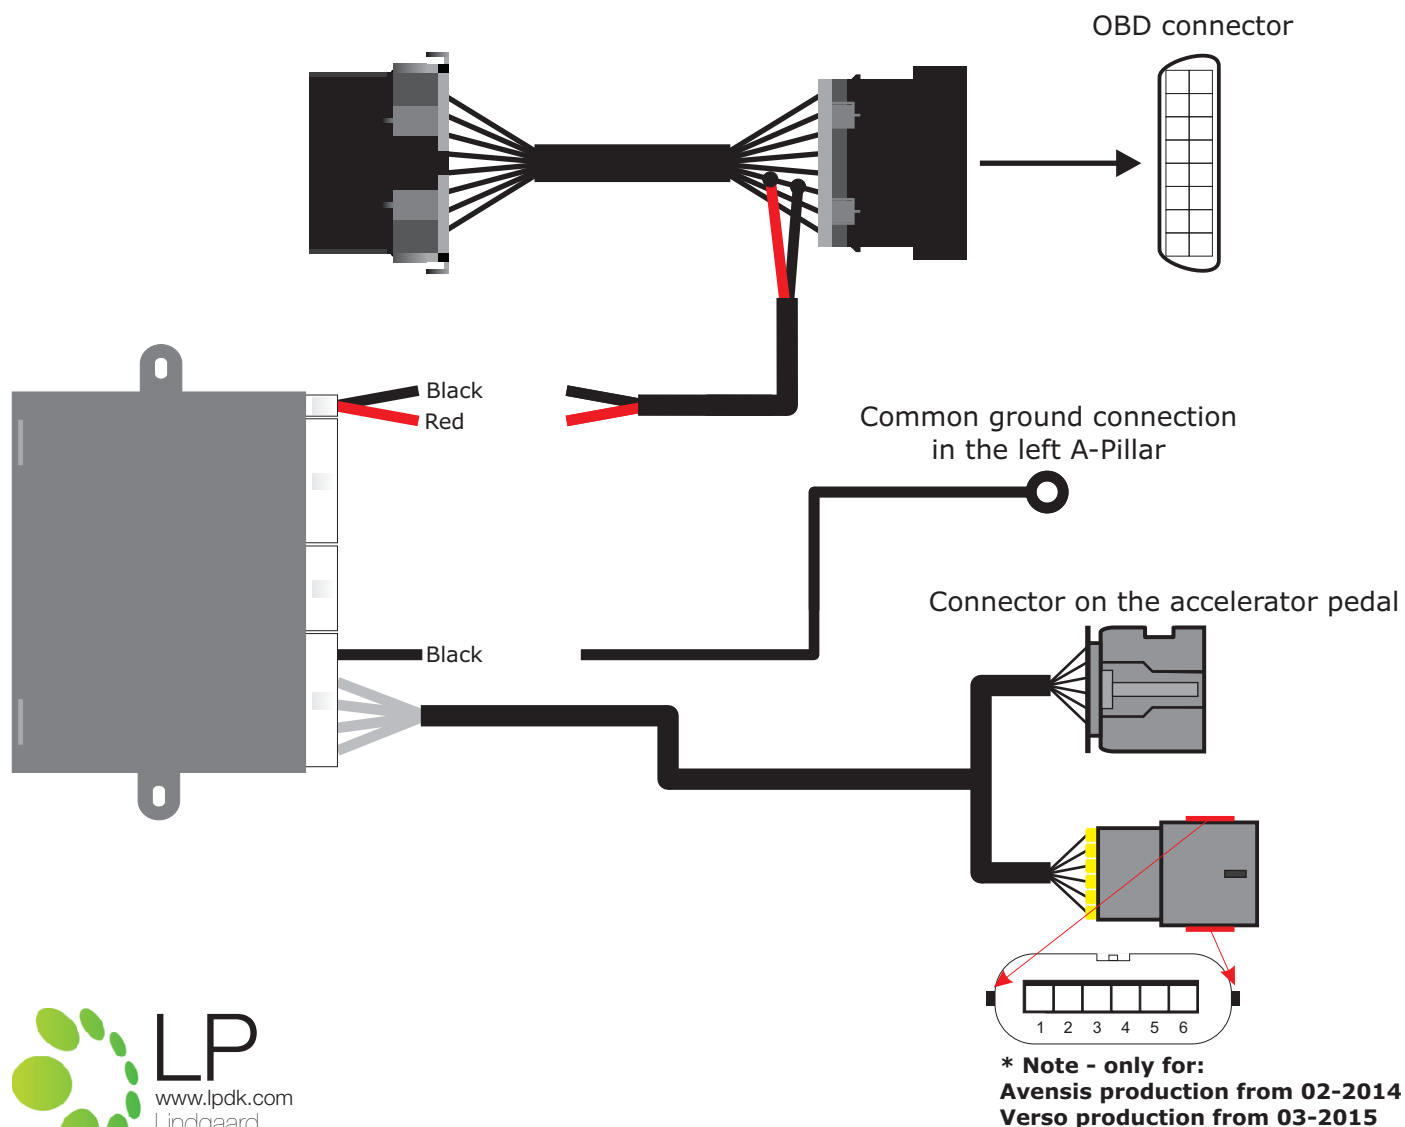 OBD connector
Black
Red
Common ground connection
in the left A-Pillar
Connector on the accelerator pedal
Black
1 2 3 4 5 6
* Note - only for:
Avensis production from 02-2014
Verso production from 03-2015
LP
www.lpdk.com
Lindgaard